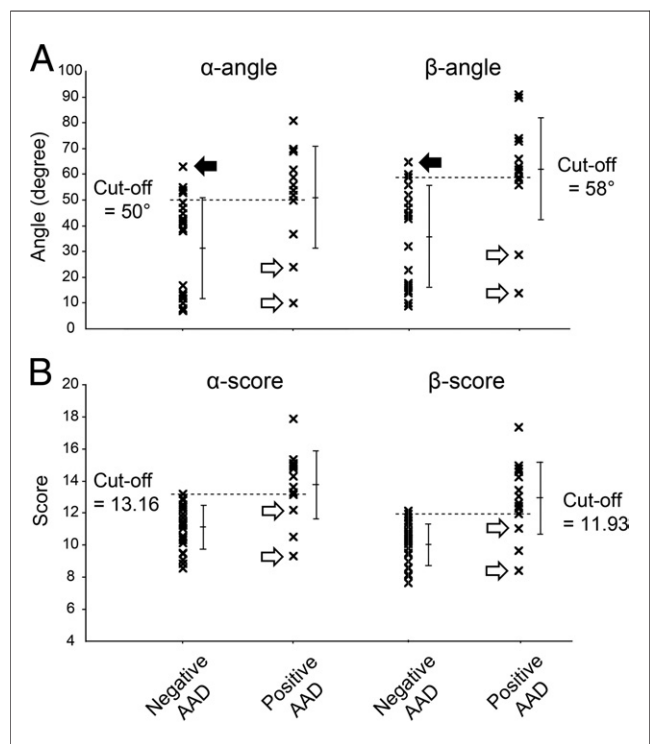 A
α-angle
β-angle
Angle (degree)
100
90
80
70
60
50
40
30
20
10
0
Cut-off
= 50°
Cut-off
= 58°
B
α-score
β-score
Score
20
18
16
14
12
10
8
6
4
Cut-off
= 13.16
Cut-off
= 11.93
Negative
AAD
Positive
AAD
Negative
AAD
Positive
AAD